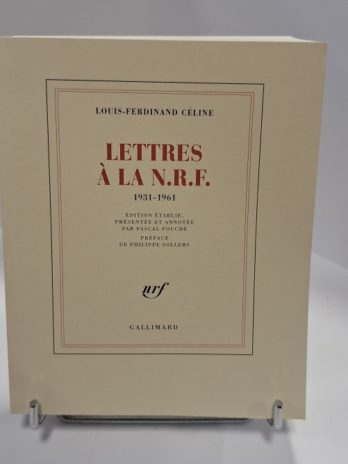 LOUIS-FERDINAND CÉLINE
LETTRES
À LA N.R.F.
1931-1961
ÉDITION ÉTABLIE,
PRÉSENTÉE ET ANNOTÉE
PAR PASCAL FOUCHÉ
PRÉFACE
DE PHILIPPE SOLLERS
nrf
GALLIMARD